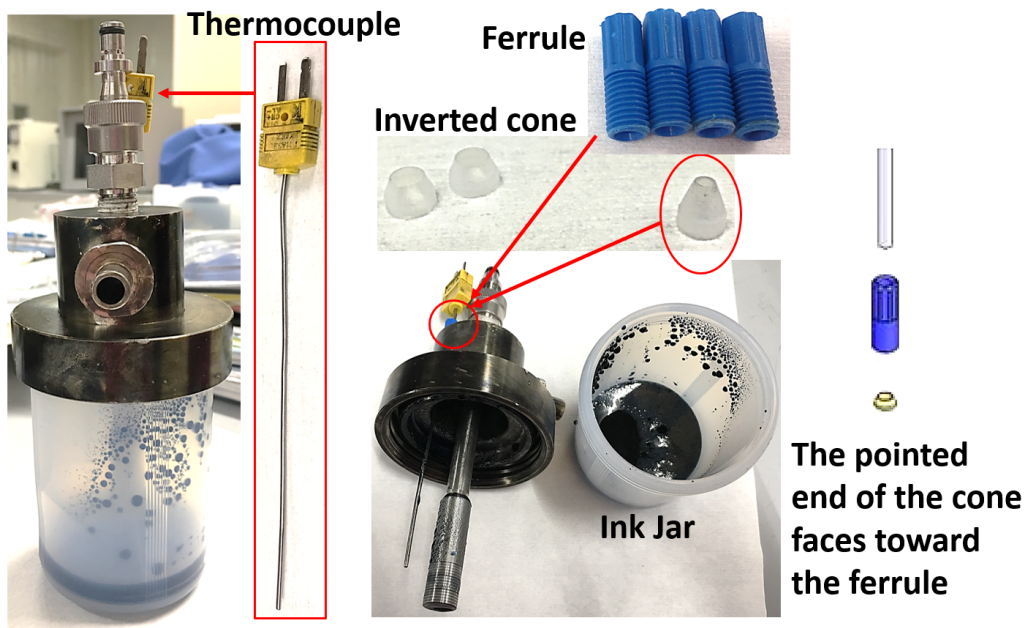 Thermocouple
Ferrule
Inverted cone
Ink Jar
The pointed
end of the cone
faces toward
the ferrule